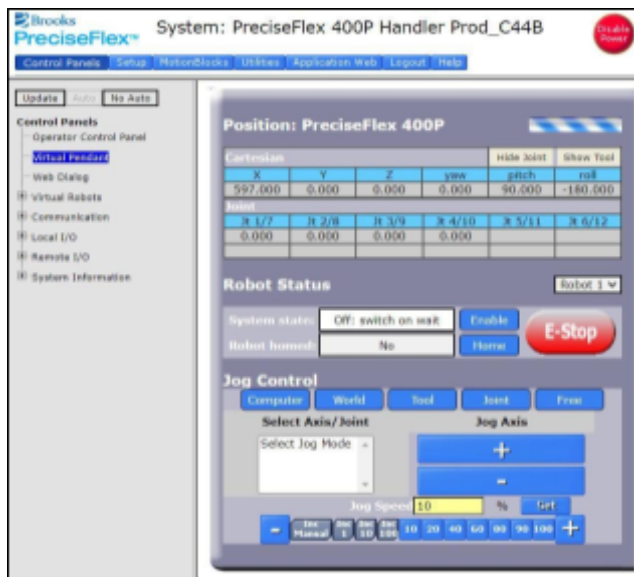 Brooks
PreciseFlex™
System: PreciseFlex 400P Handler Prod_C44B
Disable Power
Control Panels Setup MotionBlocks Utilities Application Web Logout Help
Update Auto No Auto
Control Panels
Operator Control Panel
Virtual Pendant
Web Dialog
Virtual Robots
Communication
Local I/O
Remote I/O
System Information
Position: PreciseFlex 400P
Cartesian Hide Joint Show Tool
X Y Z yaw pitch roll
597.000 0.000 0.000 0.000 90.000 -180.000
Joint
Jt 1/7 Jt 2/8 Jt 3/9 Jt 4/10 Jt 5/11 Jt 6/12
0.000 0.000 0.000 0.000
Robot Status Robot 1
System state: Off: switch on wait Enable
E-Stop
Robot homed: No Home
Jog Control
Computer World Tool Joint Free
Select Axis/Joint Jog Axis
Select Jog Mode
+
-
Jog Speed 10 % Set
- Inc Manual Inc 1 Inc 10 Inc 100 10 20 40 60 80 90 100 +